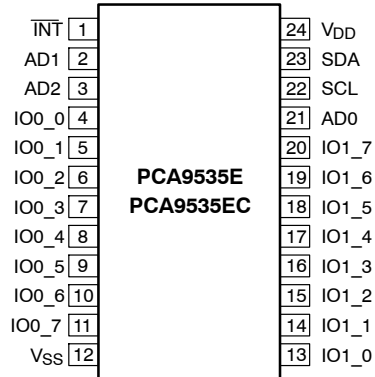 INT 1 24 VDD
AD1 2 23 SDA
AD2 3 22 SCL
IO0_0 4 21 AD0
IO0_1 5 20 IO1_7
IO0_2 6 PCA9535E 19 IO1_6
IO0_3 7 PCA9535EC 18 IO1_5
IO0_4 8 17 IO1_4
IO0_5 9 16 IO1_3
IO0_6 10 15 IO1_2
IO0_7 11 14 IO1_1
VSS 12 13 IO1_0